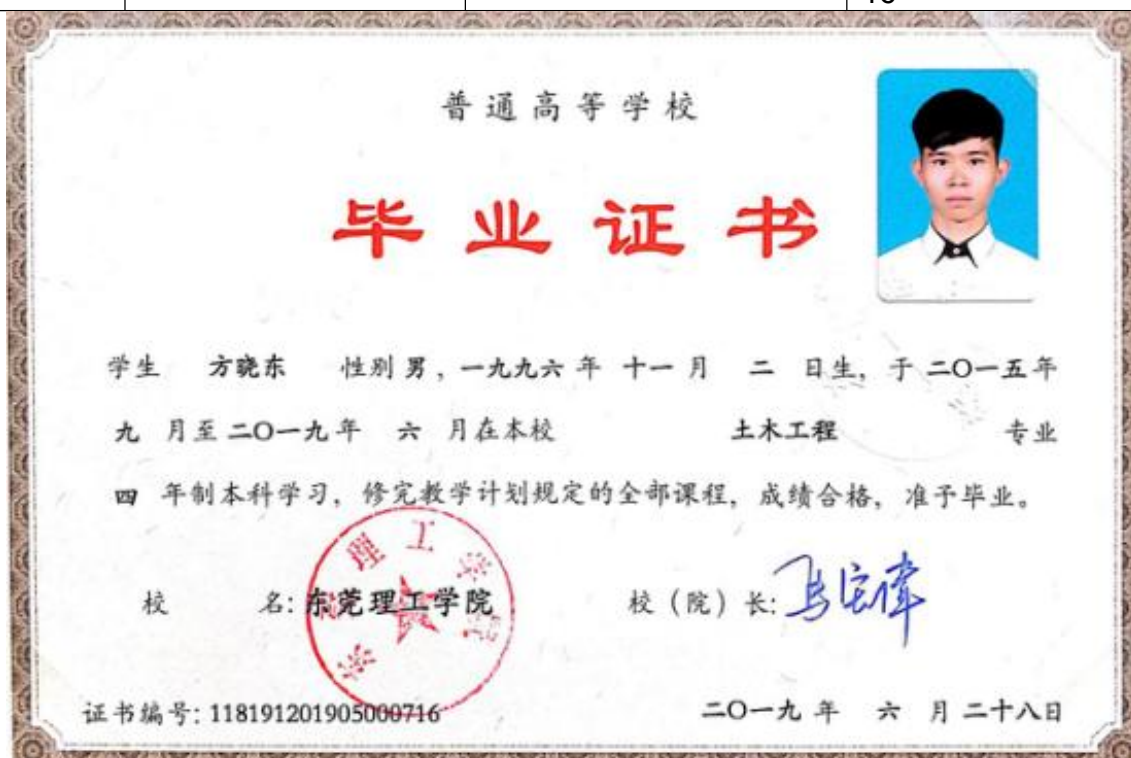 普通高等学校
毕业证书
学生 方晓东 性别 男，一九九六 年 十一 月 二 日生，于 二〇一五 年
九 月至 二〇一九 年 六 月在本校 土木工程 专业
四 年制本科学习，修完教学计划规定的全部课程，成绩合格，准予毕业。
校 名：东莞理工学院 校（院）长：
证书编号：118191201905000716 二〇一九 年 六 月 二十八日